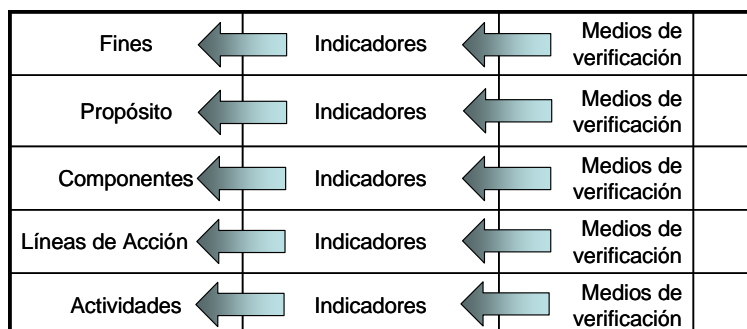 Fines
Indicadores
Medios de
verificación
Propósito
Indicadores
Medios de
verificación
Componentes
Indicadores
Medios de
verificación
Líneas de Acción
Indicadores
Medios de
verificación
Actividades
Indicadores
Medios de
verificación